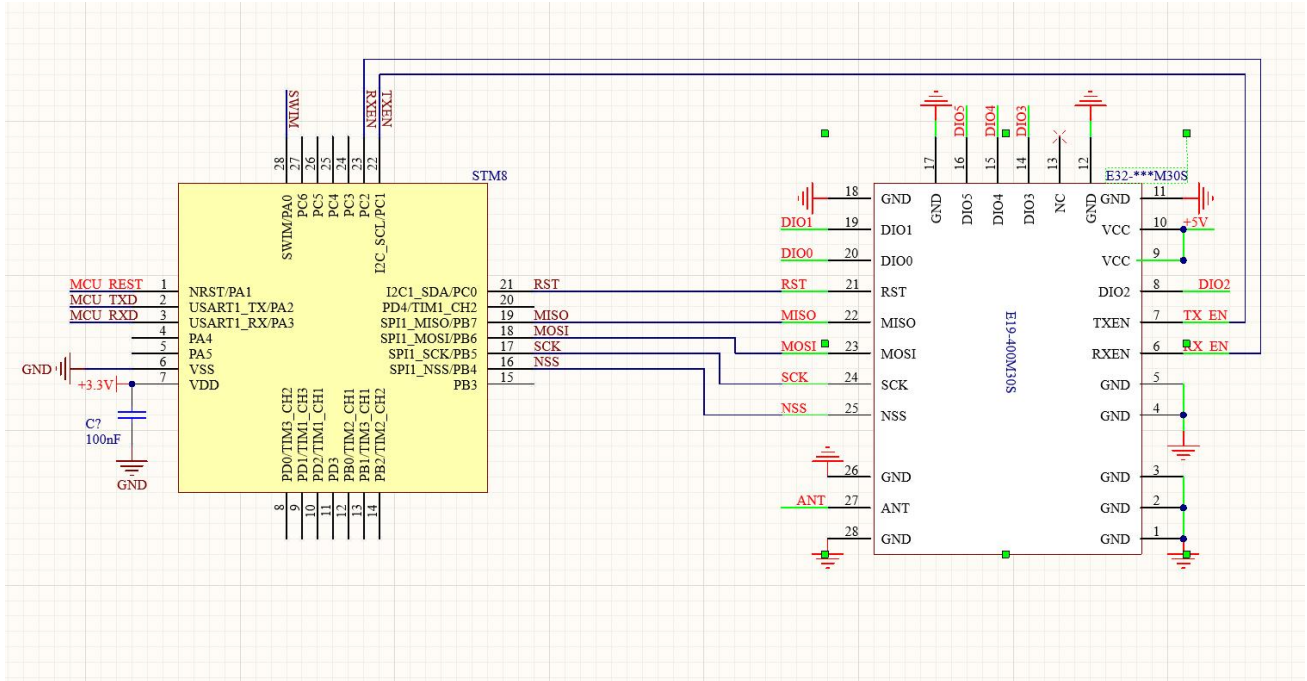 SWIM
RXEN
TXEN
28
27
26
25
24
23
22
STM8
SWIM/PA0
PC6
PC5
PC4
PC3
PC2
I2C_SCL/PC1
MCU_REST 1 NRST/PA1
MCU_TXD 2 USART1_TX/PA2
MCU_RXD 3 USART1_RX/PA3
4 PA4
5 PA5
GND 6 VSS
+3.3V 7 VDD
C?
100nF
GND
I2C1_SDA/PC0 21 RST
PD4/TIM1_CH2 20
SPI1_MISO/PB7 19 MISO
SPI1_MOSI/PB6 18 MOSI
SPI1_SCK/PB5 17 SCK
SPI1_NSS/PB4 16 NSS
PB3 15
PD0/TIM3_CH2
PD1/TIM1_CH3
PD2/TIM1_CH1
PD3
PB0/TIM2_CH1
PB1/TIM3_CH1
PB2/TIM2_CH2
8
9
10
11
12
13
14
DIO5
DIO4
DIO3
17
16
15
14
13
12
E32-***M30S
GND
DIO5
DIO4
DIO3
NC
GND
18 GND
DIO1 19 DIO1
DIO0 20 DIO0
RST 21 RST
MISO 22 MISO
MOSI 23 MOSI
SCK 24 SCK
NSS 25 NSS
26 GND
ANT 27 ANT
28 GND
E19-400M30S
GND 11
VCC 10 +5V
VCC 9
DIO2 8 DIO2
TXEN 7 TX_EN
RXEN 6 RX_EN
GND 5
GND 4
GND 3
GND 2
GND 1